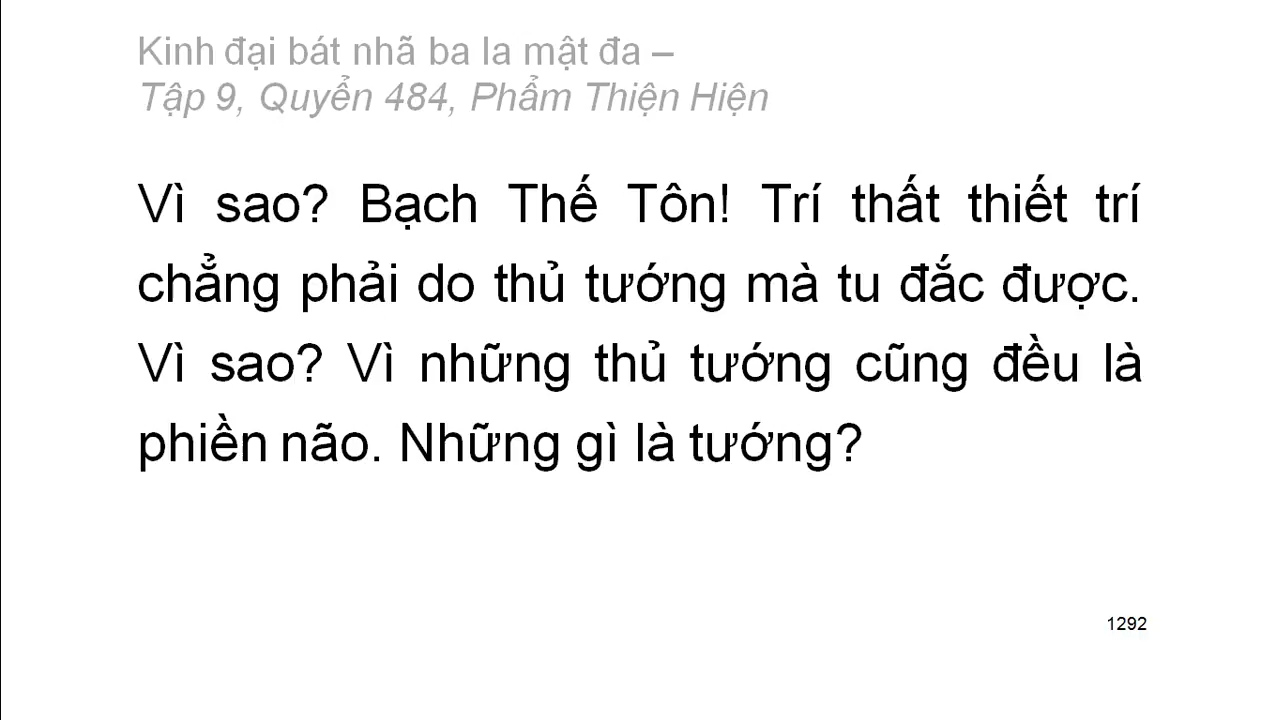 Kinh đại bát nhã ba la mật đa –
Tập 9, Quyển 484, Phẩm Thiện Hiện
Vì sao? Bạch Thế Tôn! Trí thất thiết trí
chẳng phải do thủ tướng mà tu đắc được.
Vì sao? Vì những thủ tướng cũng đều là
phiền não. Những gì là tướng?
1292